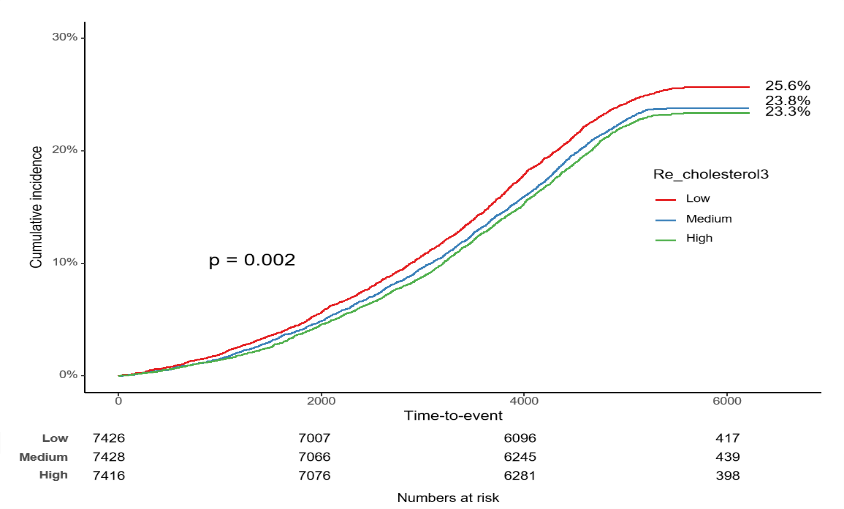 30%
25.6%
23.8%
23.3%
20%
Re_cholesterol3
Low
Medium
High
Cumulative incidence
p = 0.002
10%
0%
0 2000 4000 6000
Time-to-event
Low 7426 7007 6096 417
Medium 7428 7066 6245 439
High 7416 7076 6281 398
Numbers at risk